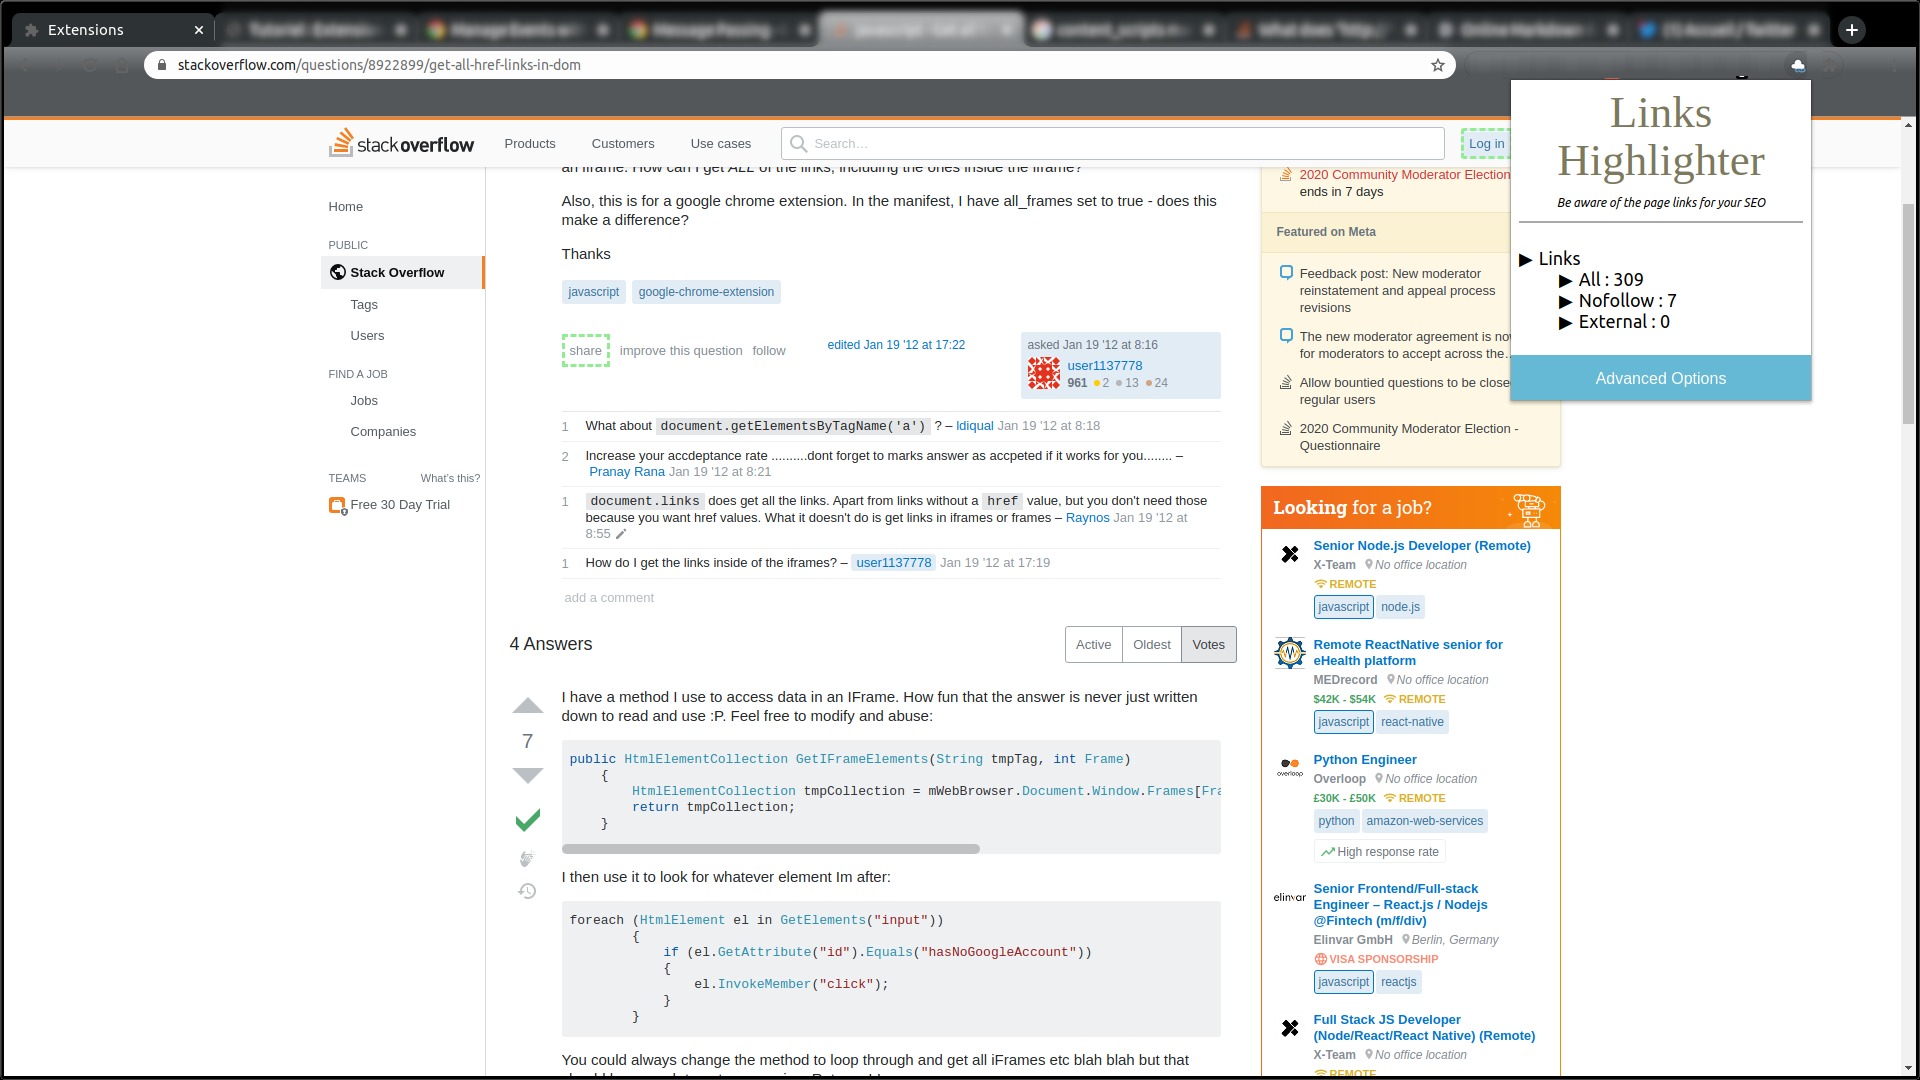 Extensions
stackoverflow.com/questions/8922899/get-all-href-links-in-dom
Links
Highlighter
Be aware of the page links for your SEO
▶ Links
▶ All : 309
▶ Nofollow : 7
▶ External : 0
Advanced Options
stackoverflow
Products
Customers
Use cases
Search…
Log in
Home
PUBLIC
Stack Overflow
Tags
Users
FIND A JOB
Jobs
Companies
TEAMS What's this?
Free 30 Day Trial
an iframe. How can I get ALL of the links, including the ones inside the iframe?
Also, this is for a google chrome extension. In the manifest, I have all_frames set to true - does this
make a difference?
Thanks
javascript google-chrome-extension
share improve this question follow
edited Jan 19 '12 at 17:22
asked Jan 19 '12 at 8:16
user1137778
961 2 13 24
1 What about document.getElementsByTagName('a') ? – ldiqual Jan 19 '12 at 8:18
2 Increase your accdeptance rate ..........dont forget to marks answer as accpeted if it works for you........ –
Pranay Rana Jan 19 '12 at 8:21
1 document.links does get all the links. Apart from links without a href value, but you don't need those
because you want href values. What it doesn't do is get links in iframes or frames – Raynos Jan 19 '12 at
8:55
1 How do I get the links inside of the iframes? – user1137778 Jan 19 '12 at 17:19
add a comment
4 Answers
Active Oldest Votes
7
I have a method I use to access data in an IFrame. How fun that the answer is never just written
down to read and use :P. Feel free to modify and abuse:
public HtmlElementCollection GetIFrameElements(String tmpTag, int Frame)
{
HtmlElementCollection tmpCollection = mWebBrowser.Document.Window.Frames[Fra
return tmpCollection;
}
I then use it to look for whatever element Im after:
foreach (HtmlElement el in GetElements("input"))
{
if (el.GetAttribute("id").Equals("hasNoGoogleAccount"))
{
el.InvokeMember("click");
}
}
You could always change the method to loop through and get all iFrames etc blah blah but that
2020 Community Moderator Election
ends in 7 days
Featured on Meta
Feedback post: New moderator
reinstatement and appeal process
revisions
The new moderator agreement is now
for moderators to accept across the…
Allow bountied questions to be close
regular users
2020 Community Moderator Election -
Questionnaire
Looking for a job?
Senior Node.js Developer (Remote)
X-Team No office location
REMOTE
javascript node.js
Remote ReactNative senior for
eHealth platform
MEDrecord No office location
$42K - $54K REMOTE
javascript react-native
overloop
Python Engineer
Overloop No office location
£30K - £50K REMOTE
python amazon-web-services
High response rate
elinvar
Senior Frontend/Full-stack
Engineer – React.js / Nodejs
@Fintech (m/f/div)
Elinvar GmbH Berlin, Germany
VISA SPONSORSHIP
javascript reactjs
Full Stack JS Developer
(Node/React/React Native) (Remote)
X-Team No office location
REMOTE